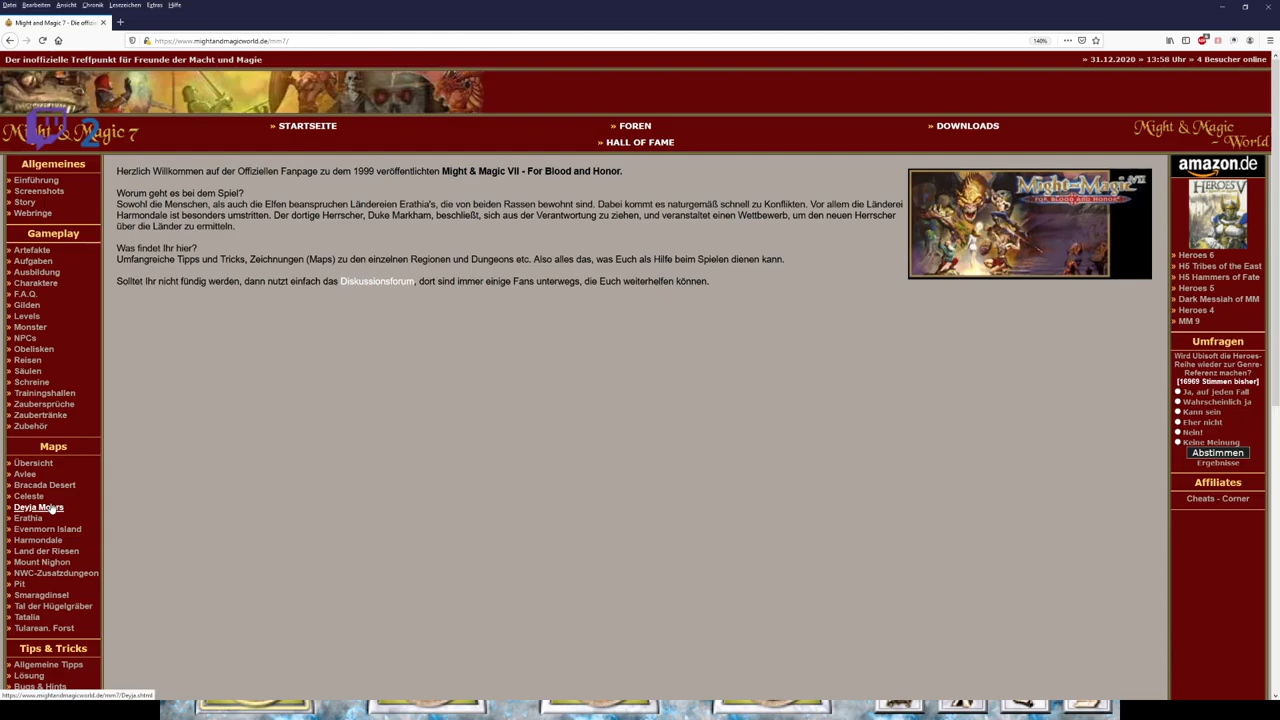 Datei Bearbeiten Ansicht Chronik Lesezeichen Extras Hilfe
Might and Magic 7 - Die offizi
https://www.mightandmagicworld.de/mm7/
140%
Der inoffizielle Treffpunkt für Freunde der Macht und Magie
» 31.12.2020 » 13:58 Uhr » 4 Besucher online
Might & Magic 7
2
» STARTSEITE
» FOREN
» DOWNLOADS
» HALL OF FAME
Might & Magic
– World
Allgemeines
» Einführung
» Screenshots
» Story
» Webringe
Gameplay
» Artefakte
» Aufgaben
» Ausbildung
» Charaktere
» F.A.Q.
» Gilden
» Levels
» Monster
» NPCs
» Obelisken
» Reisen
» Säulen
» Schreine
» Trainingshallen
» Zaubersprüche
» Zaubertränke
» Zubehör
Maps
» Übersicht
» Avlee
» Bracada Desert
» Celeste
» Deyja Moors
» Erathia
» Evenmorn Island
» Harmondale
» Land der Riesen
» Mount Nighon
» NWC-Zusatzdungeon
» Pit
» Smaragdinsel
» Tal der Hügelgräber
» Tatalia
» Tularean. Forst
Tips & Tricks
» Allgemeine Tipps
» Lösung
» Bugs & Hints
https://www.mightandmagicworld.de/mm7/Deyja.shtml
Herzlich Willkommen auf der Offiziellen Fanpage zu dem 1999 veröffentlichten Might & Magic VII - For Blood and Honor.
Worum geht es bei dem Spiel?
Sowohl die Menschen, als auch die Elfen beanspruchen Ländereien Erathia's, die von beiden Rassen bewohnt sind. Dabei kommt es naturgemäß schnell zu Konflikten. Vor allem die Länderei
Harmondale ist besonders umstritten. Der dortige Herrscher, Duke Markham, beschließt, sich aus der Verantwortung zu ziehen, und veranstaltet einen Wettbewerb, um den neuen Herrscher
über die Länder zu ermitteln.
Was findet Ihr hier?
Umfangreiche Tipps und Tricks, Zeichnungen (Maps) zu den einzelnen Regionen und Dungeons etc. Also alles das, was Euch als Hilfe beim Spielen dienen kann.
Solltet Ihr nicht fündig werden, dann nutzt einfach das Diskussionsforum, dort sind immer einige Fans unterwegs, die Euch weiterhelfen können.
Might and Magic VII
FOR BLOOD AND HONOR
amazon.de
HEROES V
» Heroes 6
» H5 Tribes of the East
» H5 Hammers of Fate
» Heroes 5
» Dark Messiah of MM
» Heroes 4
» MM 9
Umfragen
Wird Ubisoft die Heroes-
Reihe wieder zur Genre-
Referenz machen?
[16969 Stimmen bisher]
Ja, auf jeden Fall
Wahrscheinlich ja
Kann sein
Eher nicht
Nein!
Keine Meinung
Abstimmen
Ergebnisse
Affiliates
Cheats - Corner